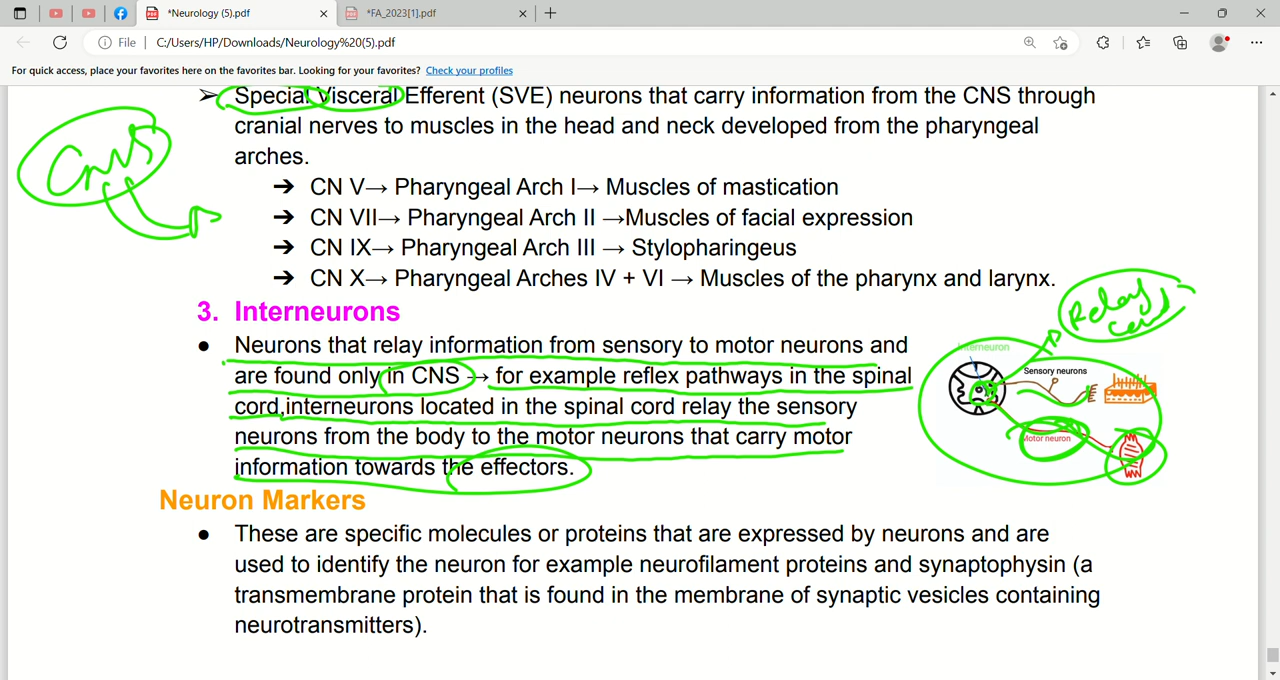 *Neurology (5).pdf
*FA_2023[1].pdf
File
C:/Users/HP/Downloads/Neurology%20(5).pdf
For quick access, place your favorites here on the favorites bar. Looking for your favorites? Check your profiles
➢ Special Visceral Efferent (SVE) neurons that carry information from the CNS through
cranial nerves to muscles in the head and neck developed from the pharyngeal
arches.
CNS
➔ CN V→ Pharyngeal Arch I→ Muscles of mastication
➔ CN VII→ Pharyngeal Arch II →Muscles of facial expression
➔ CN IX→ Pharyngeal Arch III → Stylopharingeus
➔ CN X→ Pharyngeal Arches IV + VI → Muscles of the pharynx and larynx.
3. Interneurons
● Neurons that relay information from sensory to motor neurons and
are found only in CNS → for example reflex pathways in the spinal
cord,interneurons located in the spinal cord relay the sensory
neurons from the body to the motor neurons that carry motor
information towards the effectors.
Relay
Interneuron
Sensory neurons
Motor neuron
Neuron Markers
● These are specific molecules or proteins that are expressed by neurons and are
used to identify the neuron for example neurofilament proteins and synaptophysin (a
transmembrane protein that is found in the membrane of synaptic vesicles containing
neurotransmitters).